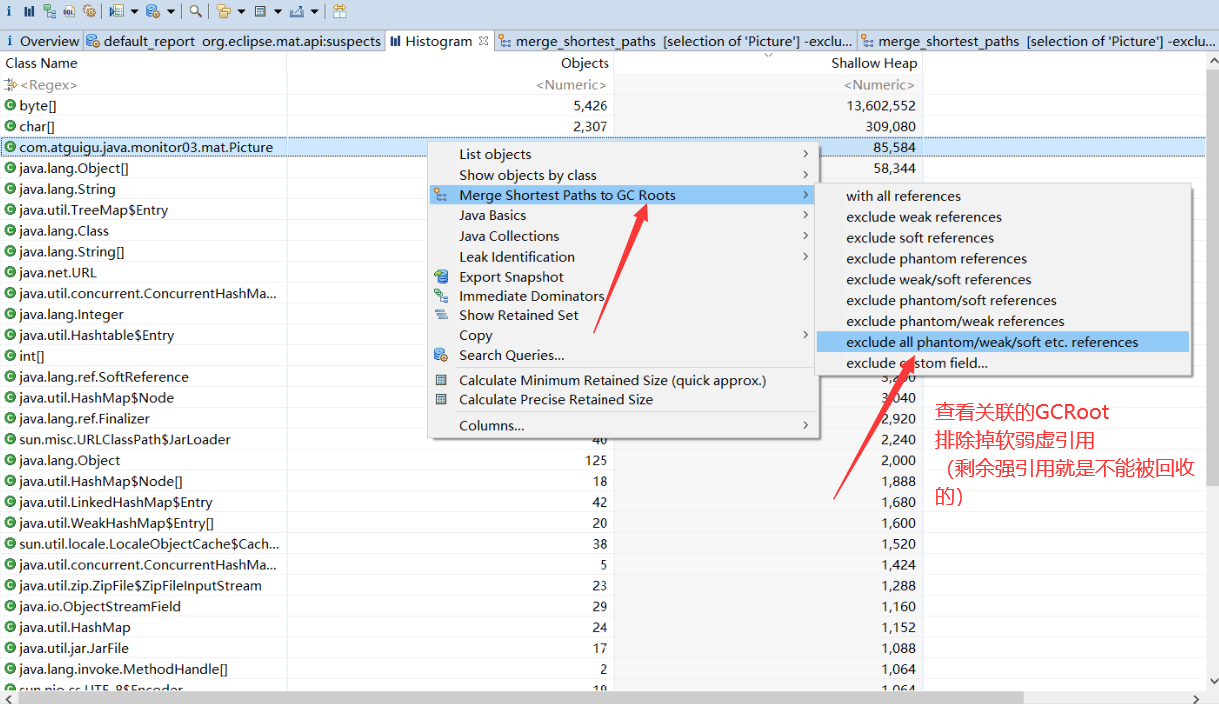 Overview
default_report org.eclipse.mat.api:suspects
Histogram
merge_shortest_paths [selection of 'Picture'] -exclu...
merge_shortest_paths [selection of 'Picture'] -exclu...
Class Name Objects Shallow Heap
<Regex> <Numeric> <Numeric>
byte[] 5,426 13,602,552
char[] 2,307 309,080
com.atguigu.java.monitor03.mat.Picture 85,584
java.lang.Object[] 58,344
java.lang.String
java.util.TreeMap$Entry
java.lang.Class
java.lang.String[]
java.net.URL
java.util.concurrent.ConcurrentHashMa...
java.lang.Integer
java.util.Hashtable$Entry
int[]
java.lang.ref.SoftReference
java.util.HashMap$Node 3,040
java.lang.ref.Finalizer 2,920
sun.misc.URLClassPath$JarLoader 40 2,240
java.lang.Object 125 2,000
java.util.HashMap$Node[] 18 1,888
java.util.LinkedHashMap$Entry 42 1,680
java.util.WeakHashMap$Entry[] 20 1,600
sun.util.locale.LocaleObjectCache$Cach... 38 1,520
java.util.concurrent.ConcurrentHashMa... 5 1,424
java.util.zip.ZipFile$ZipFileInputStream 23 1,288
java.io.ObjectStreamField 29 1,160
java.util.HashMap 24 1,152
java.util.jar.JarFile 17 1,088
java.lang.invoke.MethodHandle[] 2 1,064
sun.nio.cs.UTF_8$Encoder 19 1,064
List objects
Show objects by class
Merge Shortest Paths to GC Roots
Java Basics
Java Collections
Leak Identification
Export Snapshot
Immediate Dominators
Show Retained Set
Copy
Search Queries...
Calculate Minimum Retained Size (quick approx.)
Calculate Precise Retained Size
Columns...
with all references
exclude weak references
exclude soft references
exclude phantom references
exclude weak/soft references
exclude phantom/soft references
exclude phantom/weak references
exclude all phantom/weak/soft etc. references
exclude custom field...
查看关联的GCRoot
排除掉软弱虚引用
（剩余强引用就是不能被回收
的）